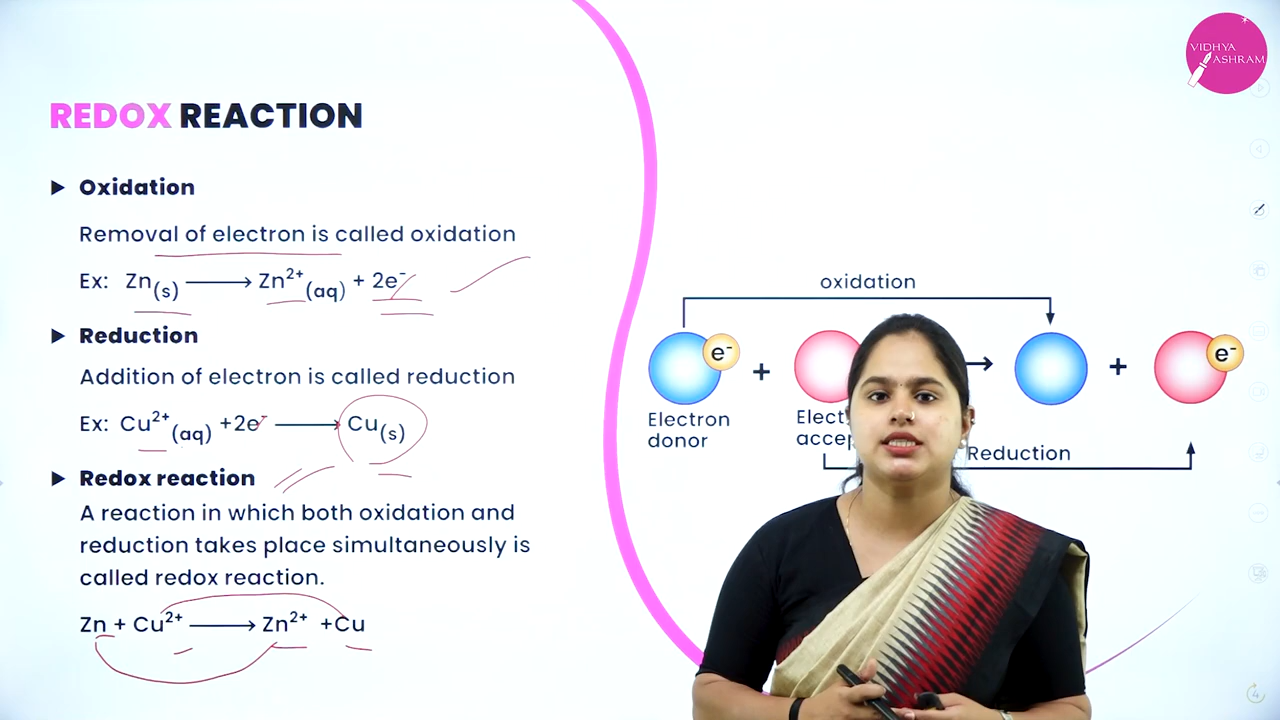 VIDHYA
ASHRAM
REDOX REACTION
Oxidation
Removal of electron is called oxidation
Ex: Zn(s) ⟶ Zn²⁺(aq) + 2e⁻
Reduction
Addition of electron is called reduction
Ex: Cu²⁺(aq) +2e⁻ ⟶ Cu(s)
Redox reaction
A reaction in which both oxidation and
reduction takes place simultaneously is
called redox reaction.
Zn + Cu²⁺ ⟶ Zn²⁺ +Cu
oxidation
e⁻ + → + e⁻
Electron
donor
Reduction
4